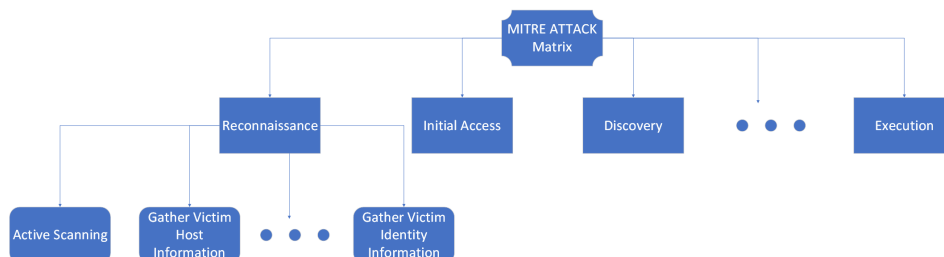 MITRE ATTACK
Matrix
Reconnaissance
Initial Access
Discovery
Execution
Active Scanning
Gather Victim
Host
Information
Gather Victim
Identity
Information